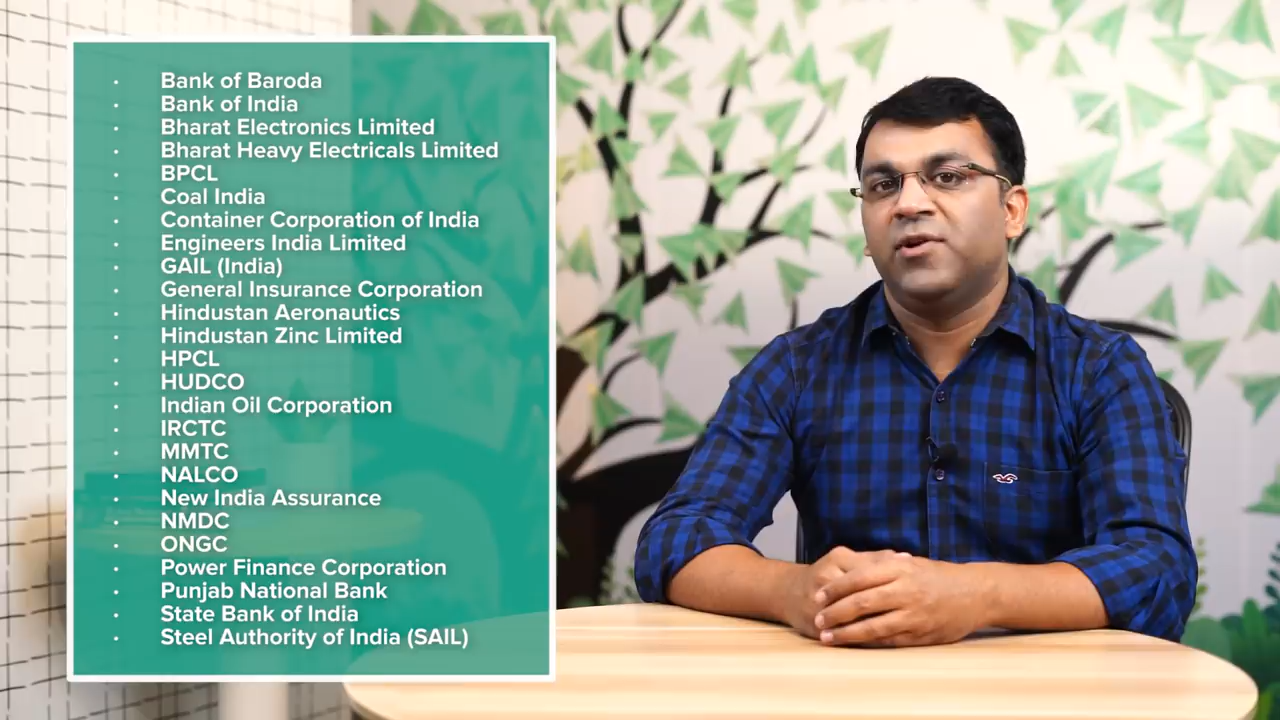 Bank of Baroda
Bank of India
Bharat Electronics Limited
Bharat Heavy Electricals Limited
BPCL
Coal India
Container Corporation of India
Engineers India Limited
GAIL (India)
General Insurance Corporation
Hindustan Aeronautics
Hindustan Zinc Limited
HPCL
HUDCO
Indian Oil Corporation
IRCTC
MMTC
NALCO
New India Assurance
NMDC
ONGC
Power Finance Corporation
Punjab National Bank
State Bank of India
Steel Authority of India (SAIL)